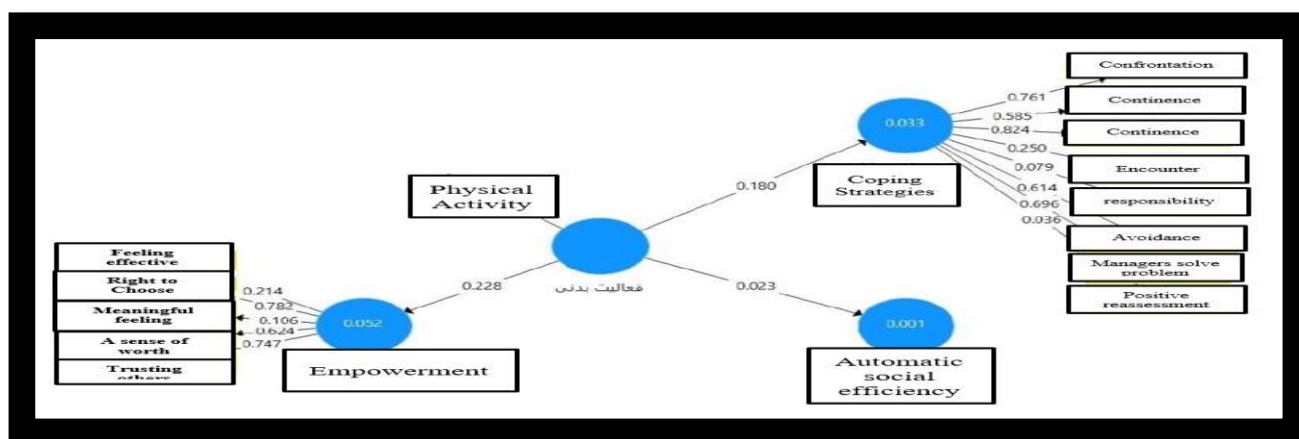 Confrontation
0.761
Continence
0.585
0.033
0.824
Continence
0.250
Encounter
0.079
Coping
Strategies
0.180
Physical
Activity
0.614
responsibility
0.696
0.036
Avoidance
Feeling
effective
Managers solve
problem
Right to
Choose
0.214
0.228
فعالیت بدنی
0.023
Positive
reassessment
Meaningful
feeling
0.782
0.106
0.052
0.001
0.624
A sense of
worth
0.747
Empowerment
Automatic
social
efficiency
Trusting
others